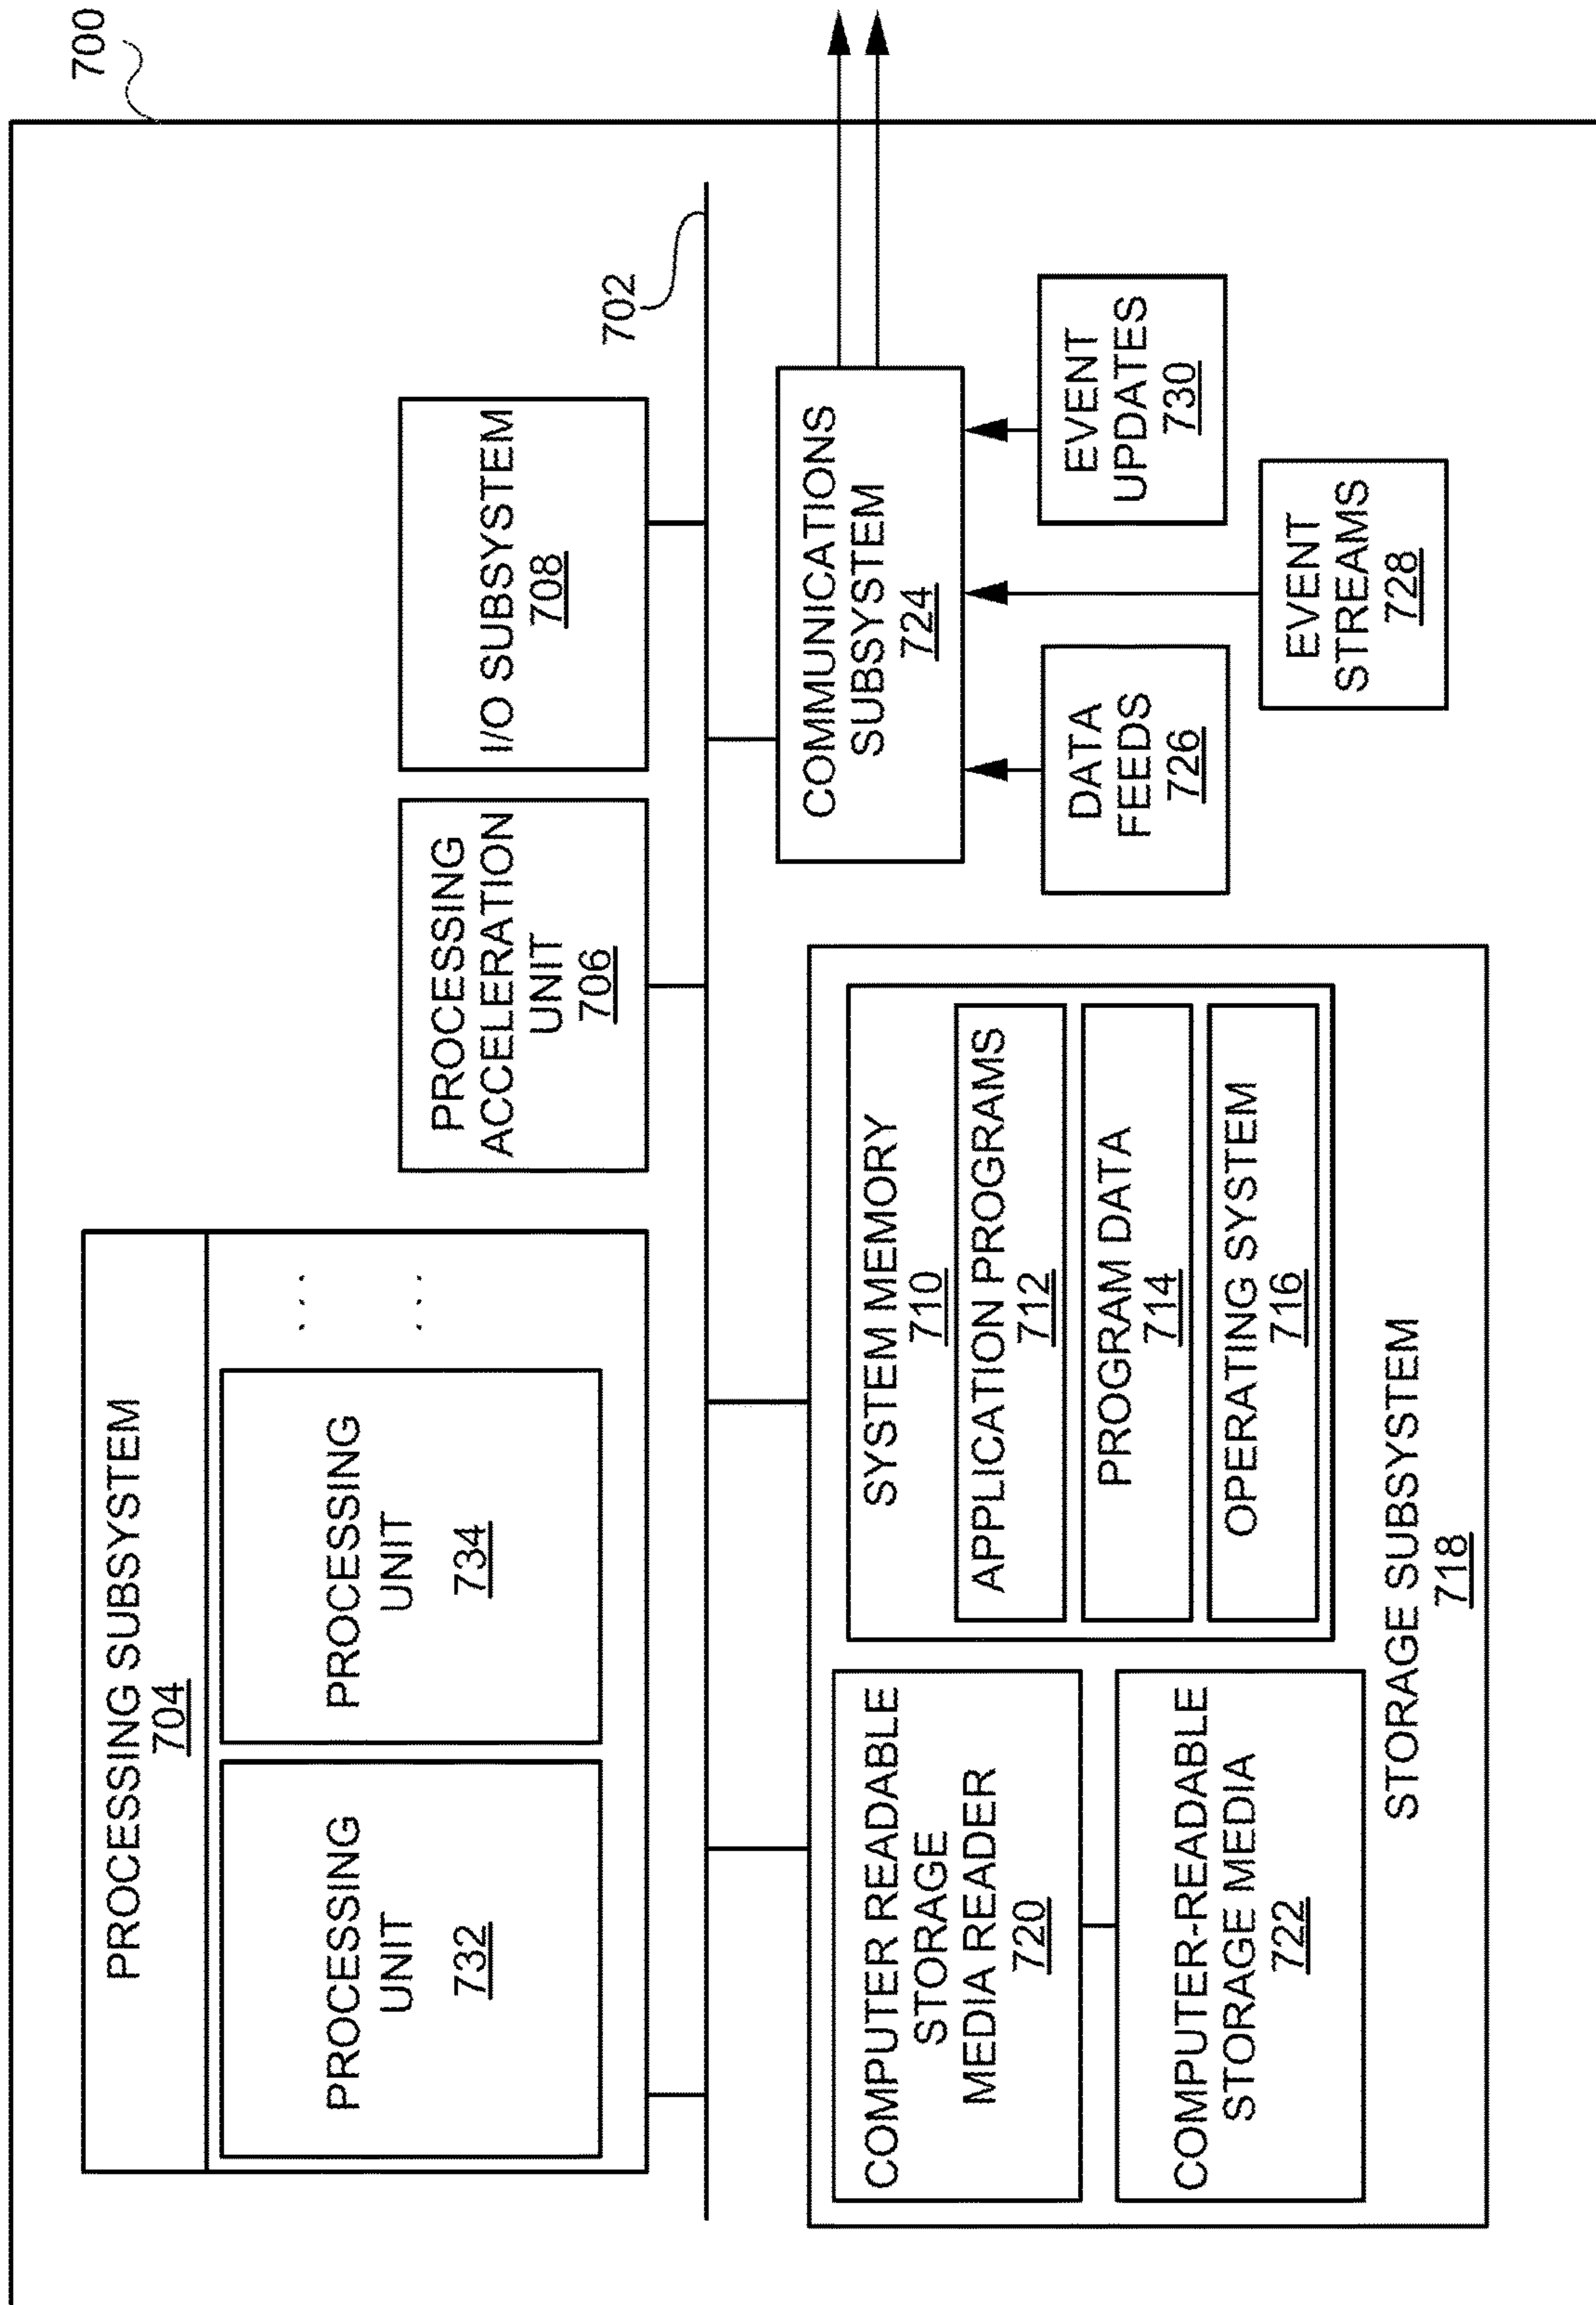 700
PROCESSING SUBSYSTEM
704
PROCESSING
UNIT
732
PROCESSING
UNIT
734
PROCESSING
ACCELERATION
UNIT
706
I/O SUBSYSTEM
708
702
COMPUTER READABLE
STORAGE
MEDIA READER
720
COMPUTER-READABLE
STORAGE MEDIA
722
SYSTEM MEMORY
710
APPLICATION PROGRAMS
712
PROGRAM DATA
714
OPERATING SYSTEM
716
STORAGE SUBSYSTEM
718
COMMUNICATIONS
SUBSYSTEM
724
DATA
FEEDS
726
EVENT
STREAMS
728
EVENT
UPDATES
730